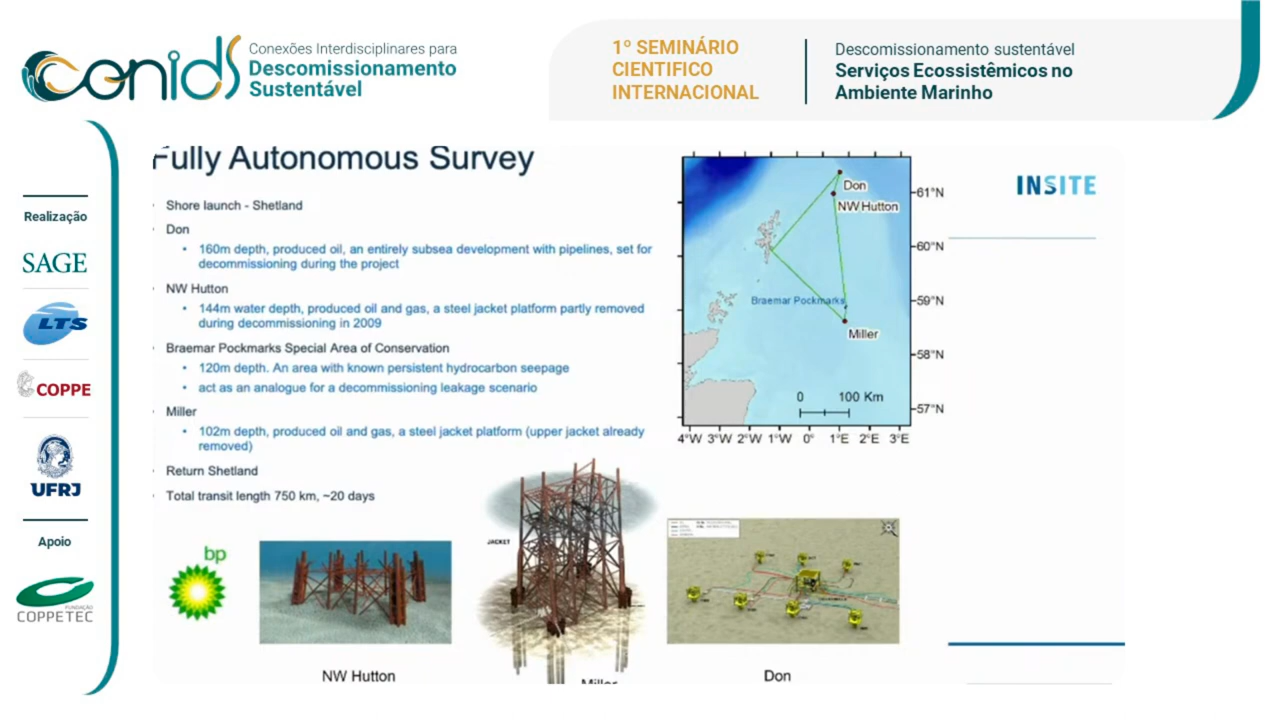 conids
Conexões Interdisciplinares para
Descomissionamento
Sustentável
1º SEMINÁRIO
CIENTIFICO
INTERNACIONAL
Descomissionamento sustentável
Serviços Ecossistêmicos no
Ambiente Marinho
Realização
SAGE
LTS
COPPE
UFRJ
Apoio
FUNDAÇÃO
COPPETEC
Fully Autonomous Survey
Shore launch - Shetland
Don
160m depth, produced oil, an entirely subsea development with pipelines, set for
decommissioning during the project
NW Hutton
144m water depth, produced oil and gas, a steel jacket platform partly removed
during decommissioning in 2009
Braemar Pockmarks Special Area of Conservation
120m depth. An area with known persistent hydrocarbon seepage
act as an analogue for a decommissioning leakage scenario
Miller
102m depth, produced oil and gas, a steel jacket platform (upper jacket already
removed)
Return Shetland
Total transit length 750 km, ~20 days
Don
NW Hutton
Braemar Pockmarks
Miller
0 100 Km
61°N
60°N
59°N
58°N
57°N
4°W 3°W 2°W 1°W 0° 1°E 2°E 3°E
INSITE
bp
JACKET
NW Hutton
Miller
Don